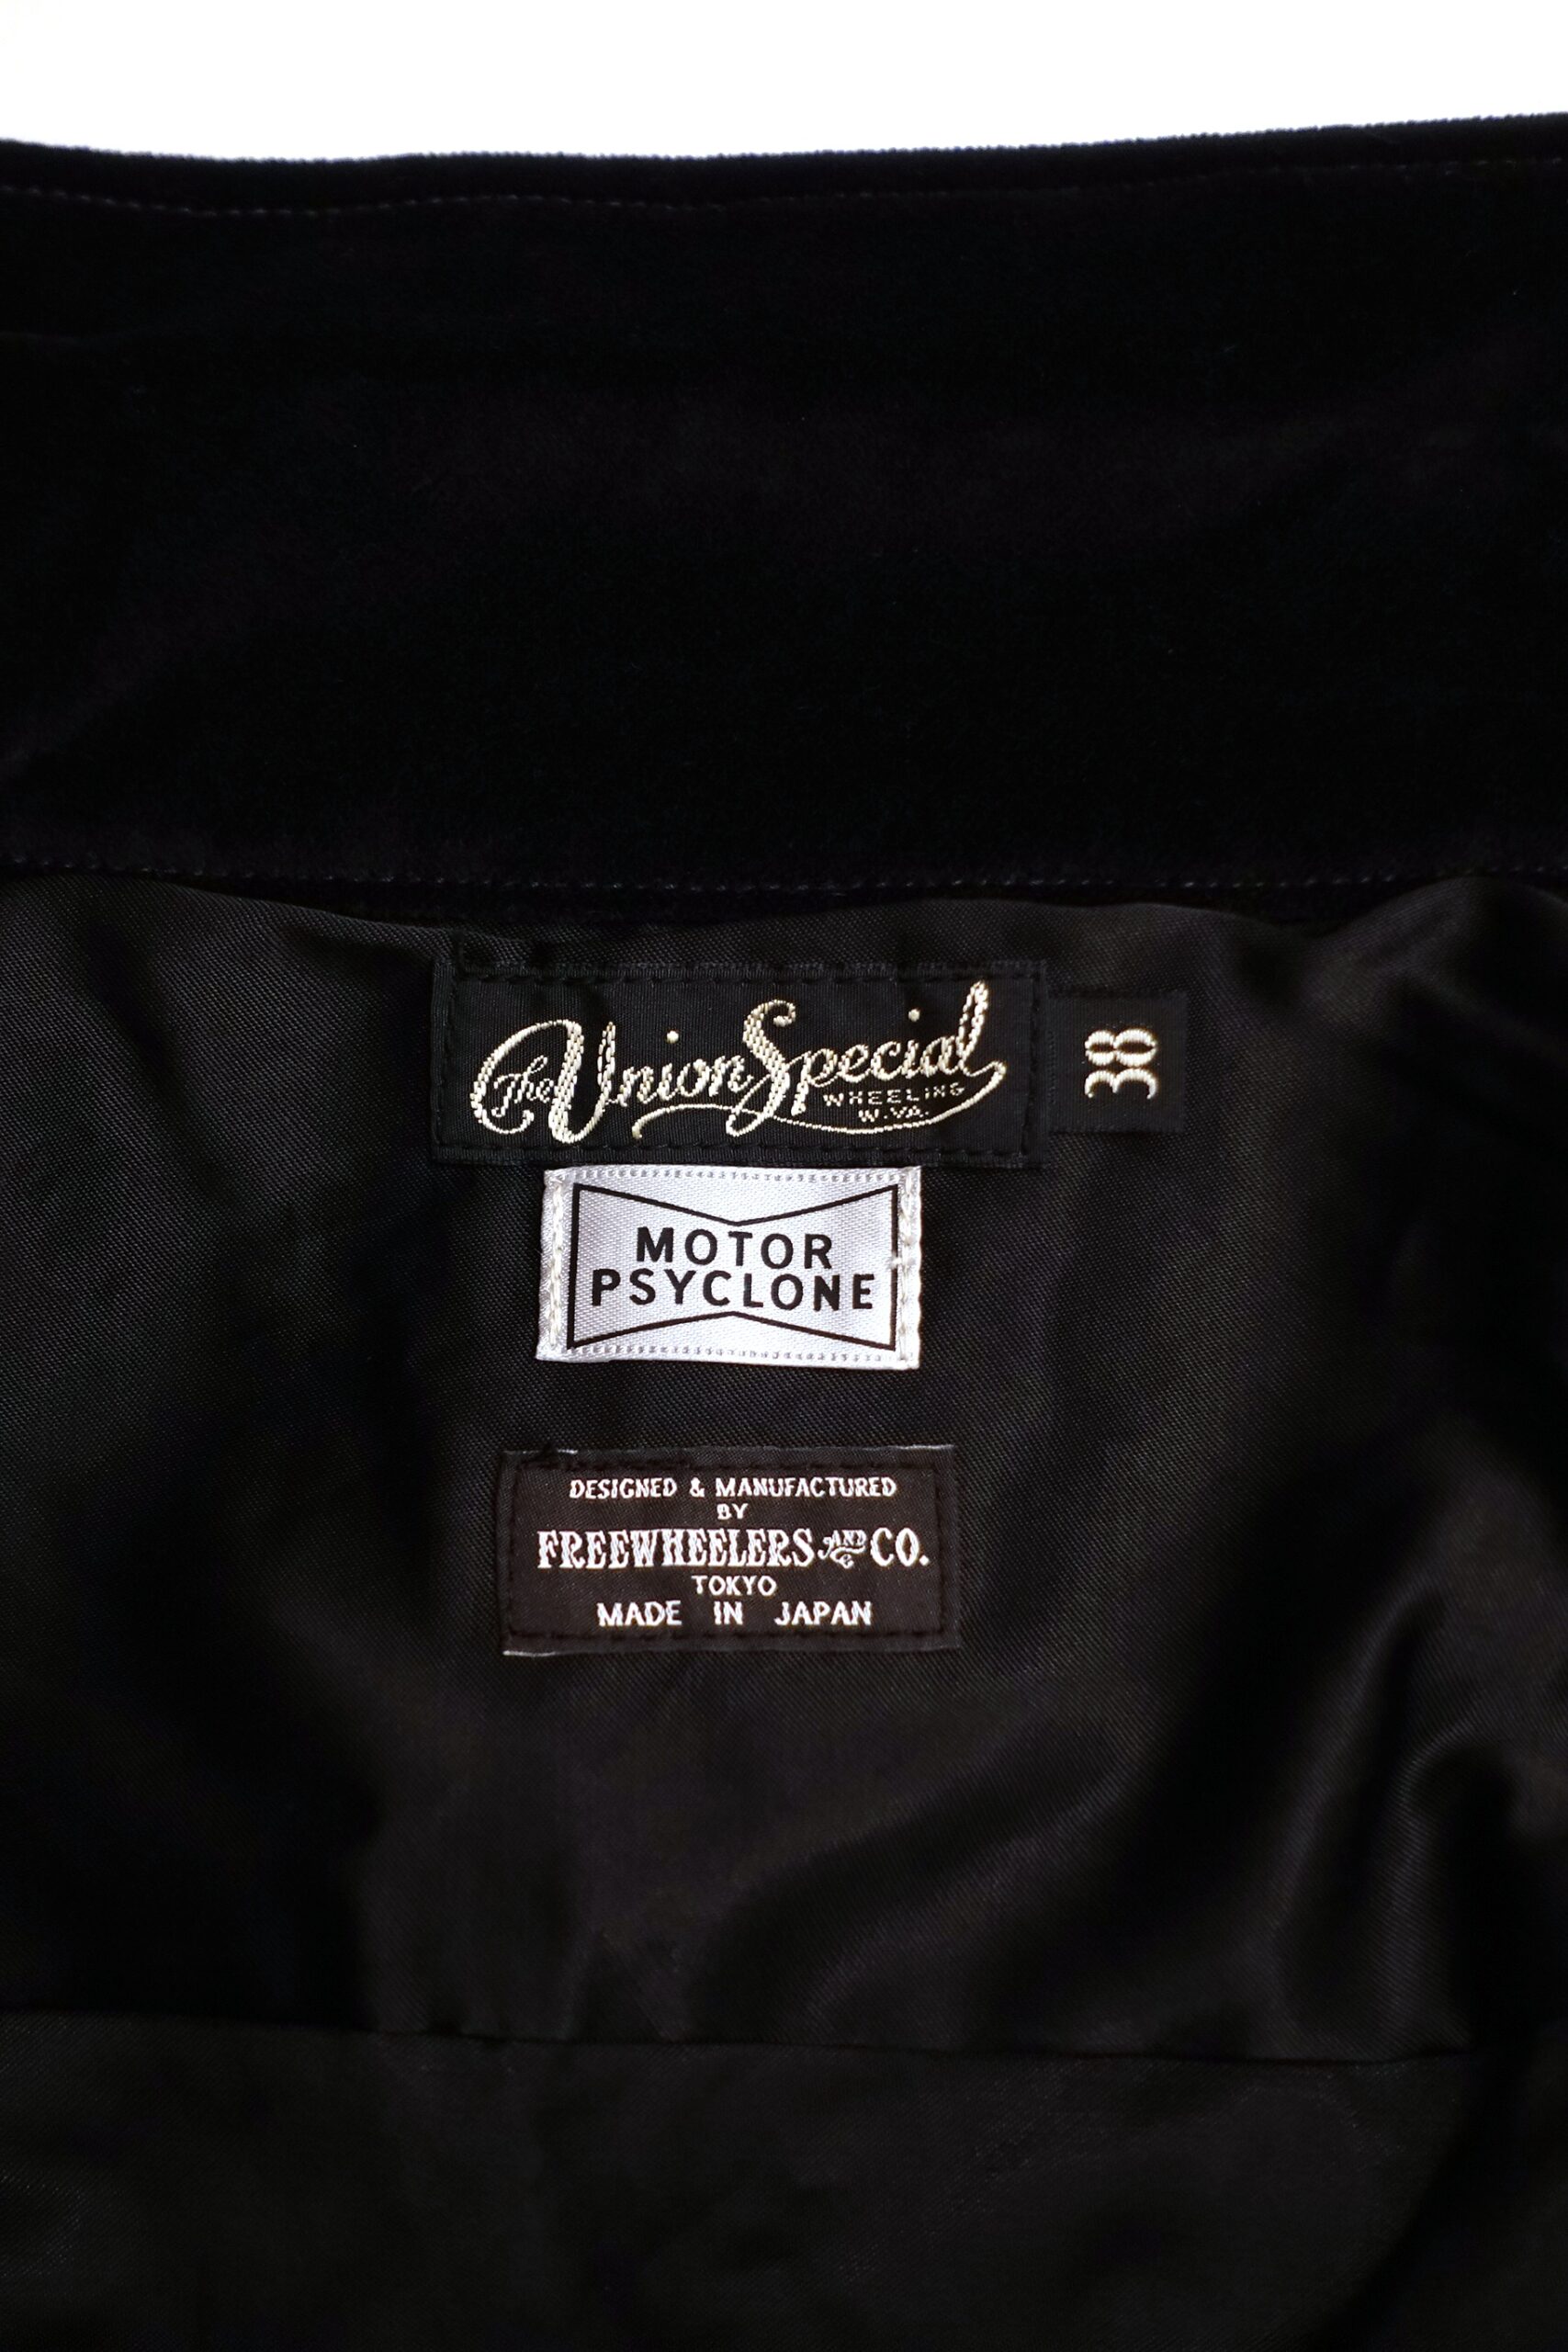 The Union Special
WHEELING
W.VA.
38
MOTOR
PSYCLONE
DESIGNED & MANUFACTURED
BY
FREEWHEELERS AND CO.
TOKYO
MADE IN JAPAN